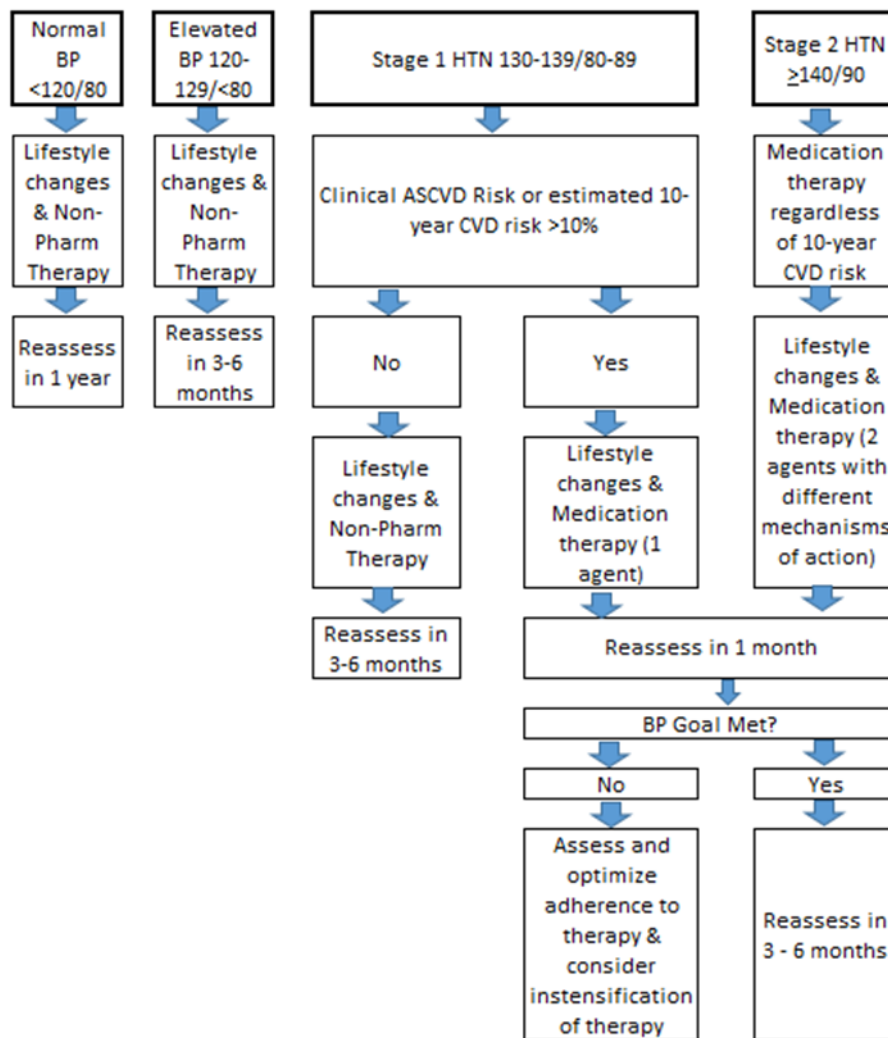 Normal
BP
<120/80
Elevated
BP 120-
129/<80
Stage 1 HTN 130-139/80-89
Stage 2 HTN
≥140/90
Lifestyle
changes
& Non-
Pharm
Therapy
Lifestyle
changes &
Non-
Pharm
Therapy
Clinical ASCVD Risk or estimated 10-
year CVD risk >10%
Medication
therapy
regardless
of 10-year
CVD risk
Reassess
in 1 year
Reassess
in 3-6
months
No
Yes
Lifestyle
changes &
Medication
therapy (2
agents with
different
mechanisms
of action)
Lifestyle
changes &
Non-Pharm
Therapy
Lifestyle
changes &
Medication
therapy (1
agent)
Reassess in
3-6 months
Reassess in 1 month
BP Goal Met?
No
Yes
Assess and
optimize
adherence to
therapy &
consider
instensification
of therapy
Reassess in
3 - 6 months